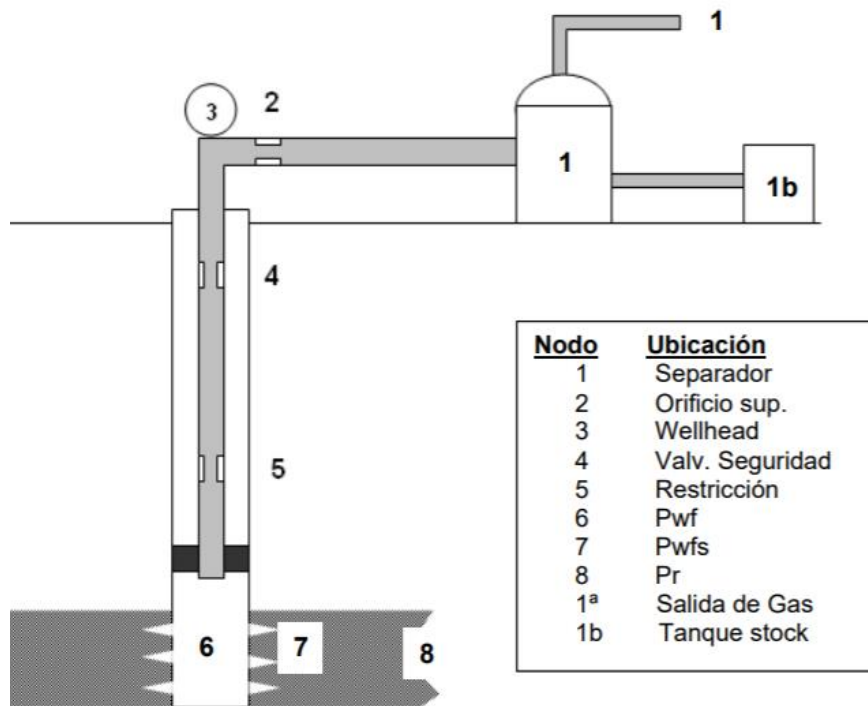 1
2
3
1
1b
4
5
6
7
8
Nodo Ubicación
1 Separador
2 Orificio sup.
3 Wellhead
4 Valv. Seguridad
5 Restricción
6 Pwf
7 Pwfs
8 Pr
1ª Salida de Gas
1b Tanque stock